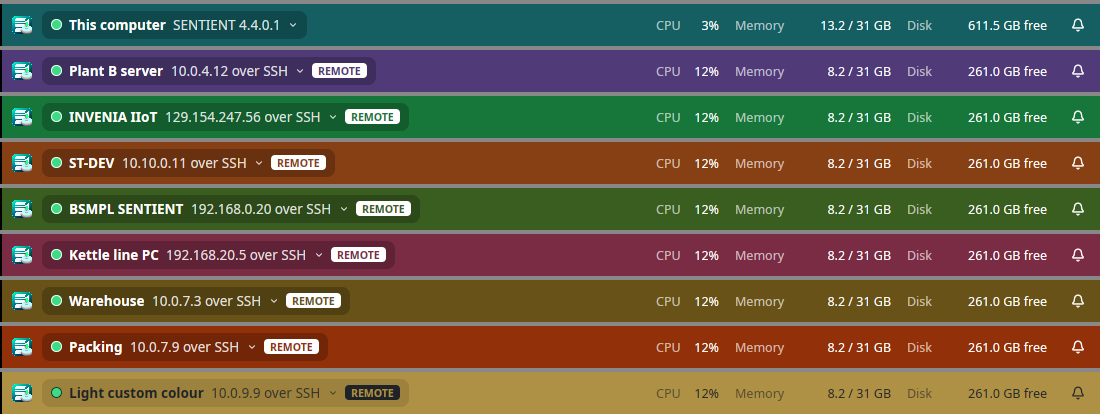 This computer SENTIENT 4.4.0.1 CPU 3% Memory 13.2 / 31 GB Disk 611.5 GB free
Plant B server 10.0.4.12 over SSH REMOTE CPU 12% Memory 8.2 / 31 GB Disk 261.0 GB free
INVENIA IIoT 129.154.247.56 over SSH REMOTE CPU 12% Memory 8.2 / 31 GB Disk 261.0 GB free
ST-DEV 10.10.0.11 over SSH REMOTE CPU 12% Memory 8.2 / 31 GB Disk 261.0 GB free
BSMPL SENTIENT 192.168.0.20 over SSH REMOTE CPU 12% Memory 8.2 / 31 GB Disk 261.0 GB free
Kettle line PC 192.168.20.5 over SSH REMOTE CPU 12% Memory 8.2 / 31 GB Disk 261.0 GB free
Warehouse 10.0.7.3 over SSH REMOTE CPU 12% Memory 8.2 / 31 GB Disk 261.0 GB free
Packing 10.0.7.9 over SSH REMOTE CPU 12% Memory 8.2 / 31 GB Disk 261.0 GB free
Light custom colour 10.0.9.9 over SSH REMOTE CPU 12% Memory 8.2 / 31 GB Disk 261.0 GB free